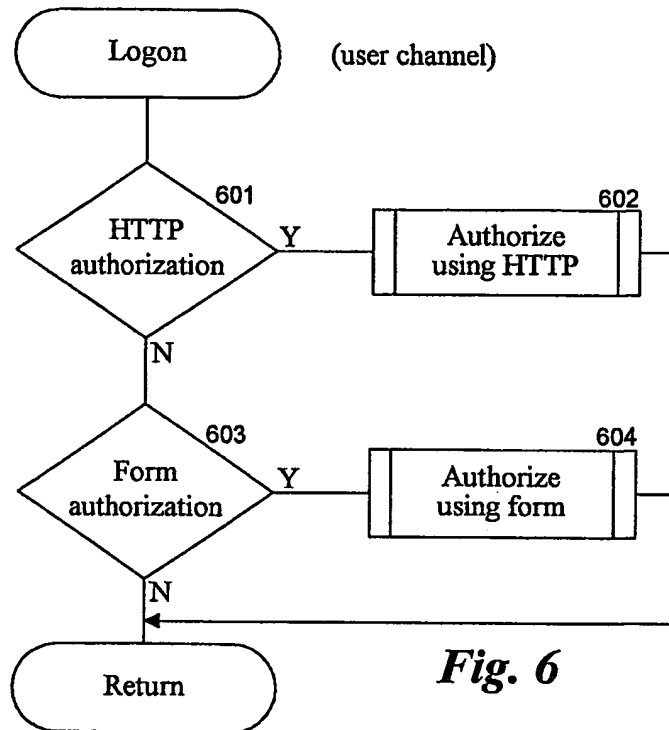 Logon
(user channel)
601
HTTP
authorization
Y
602
Authorize
using HTTP
N
603
Form
authorization
Y
604
Authorize
using form
N
Return
Fig. 6